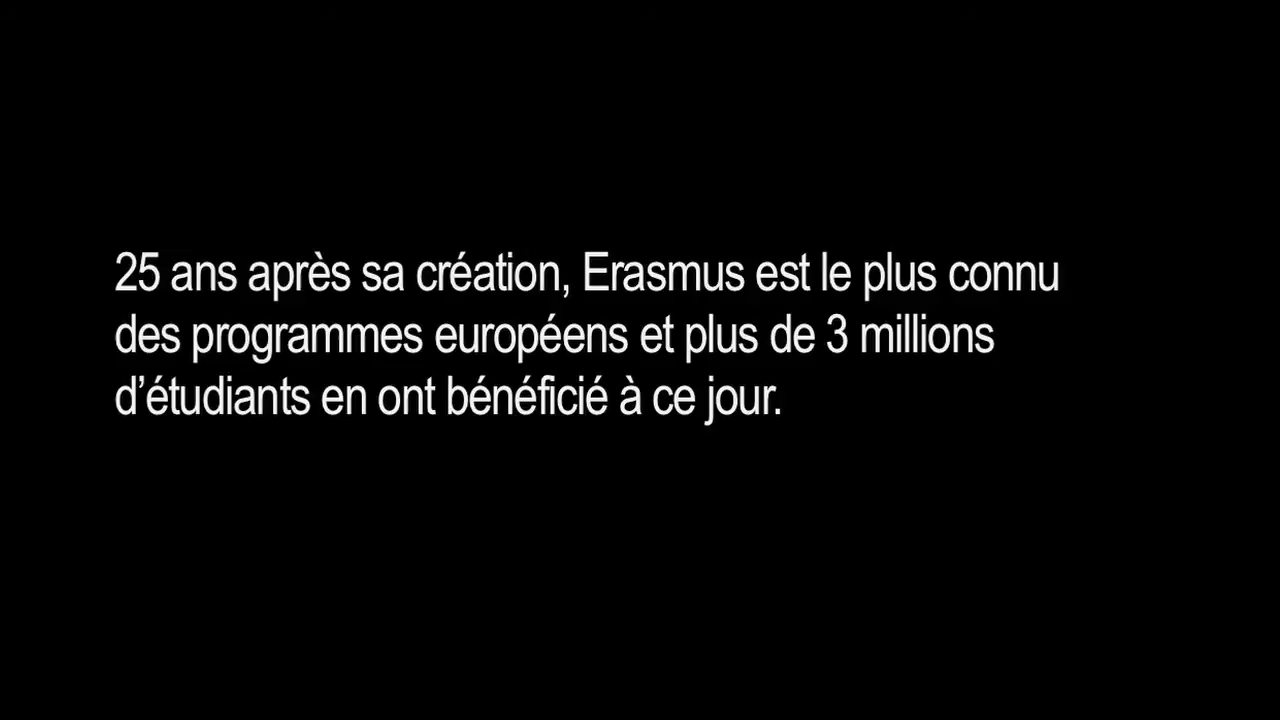 25 ans après sa création, Erasmus est le plus connu
des programmes européens et plus de 3 millions
d’étudiants en ont bénéficié à ce jour.